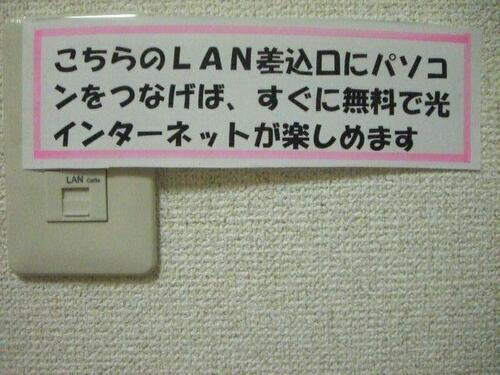 こちらのＬＡＮ差込口にパソコ
ンをつなげば、すぐに無料で光
インターネットが楽しめます
LAN Cat5e